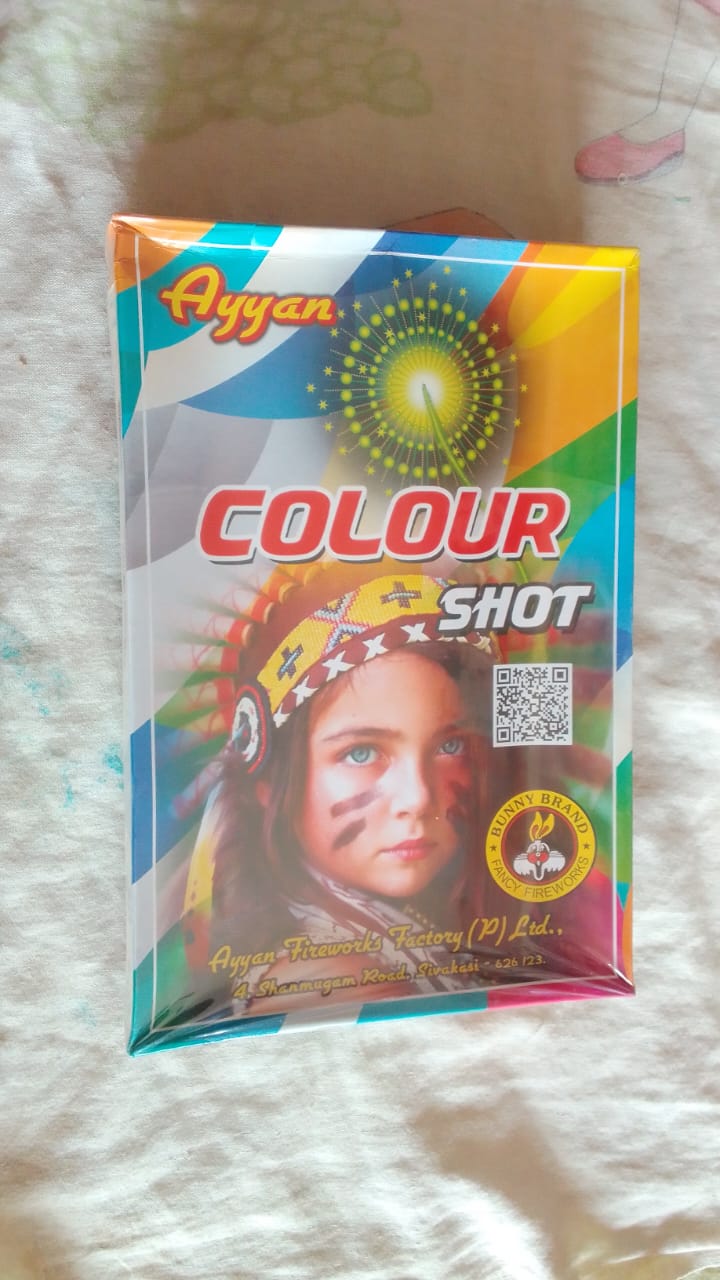 Ayyan
COLOUR
SHOT
BUNNY BRAND
FANCY FIREWORKS
Ayyan Fireworks Factory (P) Ltd.,
4, Shanmugam Road, Sivakasi - 626 123.